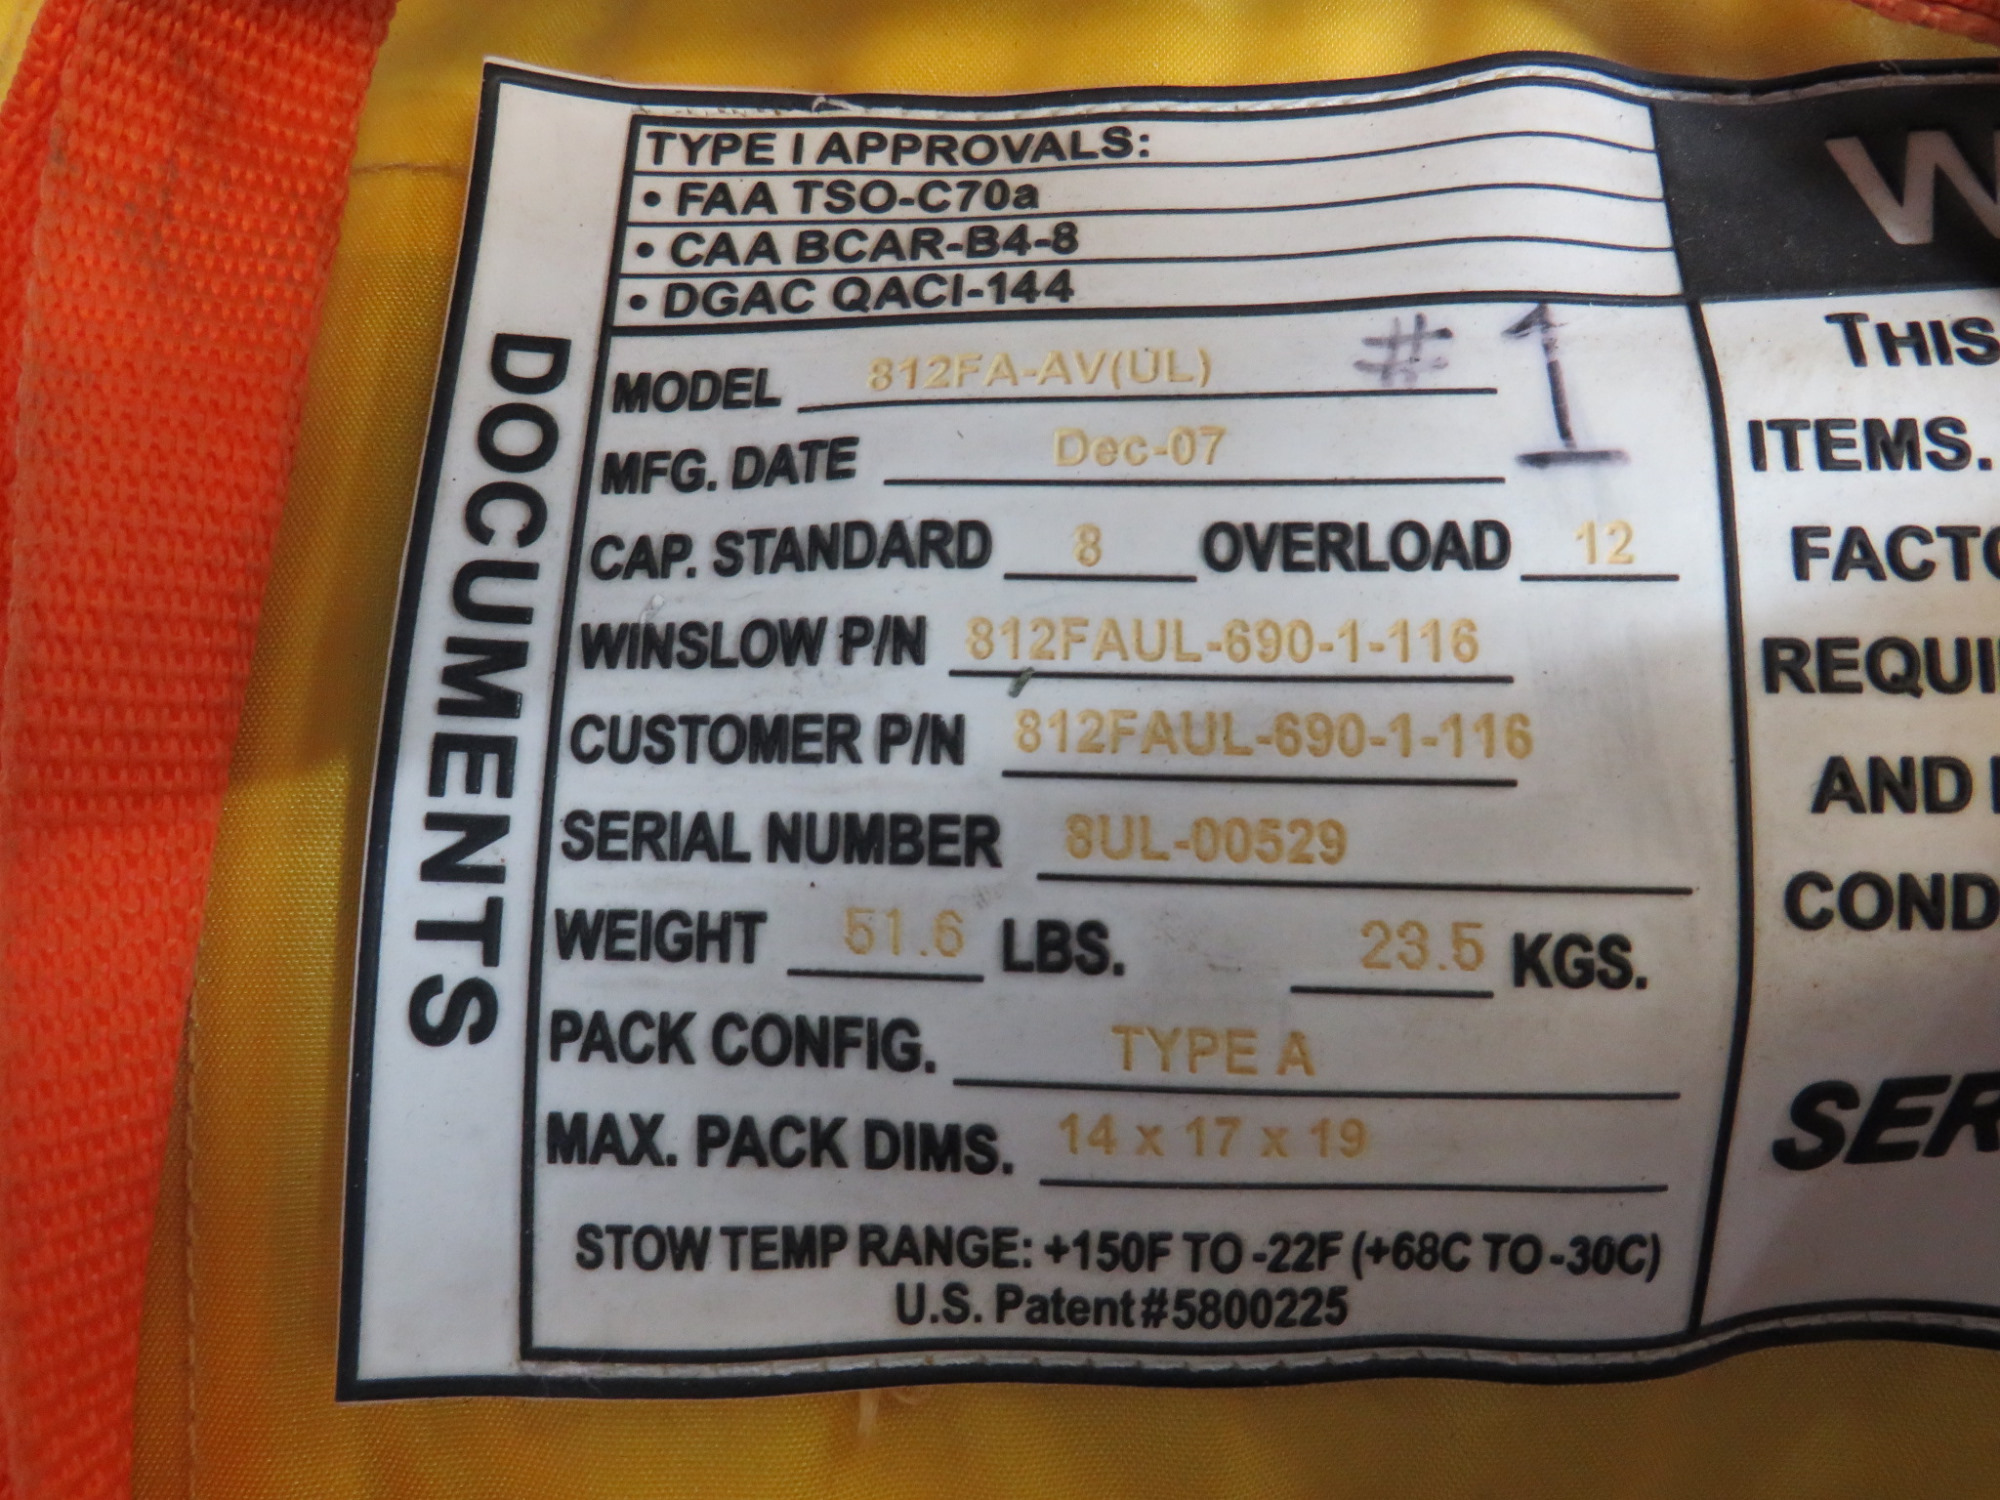 DOCUMENTS
TYPE I APPROVALS:
• FAA TSO-C70a
• CAA BCAR-B4-8
• DGAC QACI-144
MODEL 812FA-AV(UL) #1
MFG. DATE Dec-07
CAP. STANDARD 8 OVERLOAD 12
WINSLOW P/N 812FAUL-690-1-116
CUSTOMER P/N 812FAUL-690-1-116
SERIAL NUMBER 8UL-00529
WEIGHT 51.6 LBS. 23.5 KGS.
PACK CONFIG. TYPE A
MAX. PACK DIMS. 14 x 17 x 19
STOW TEMP RANGE: +150F TO -22F (+68C TO -30C)
U.S. Patent#5800225
THIS
ITEMS.
AND